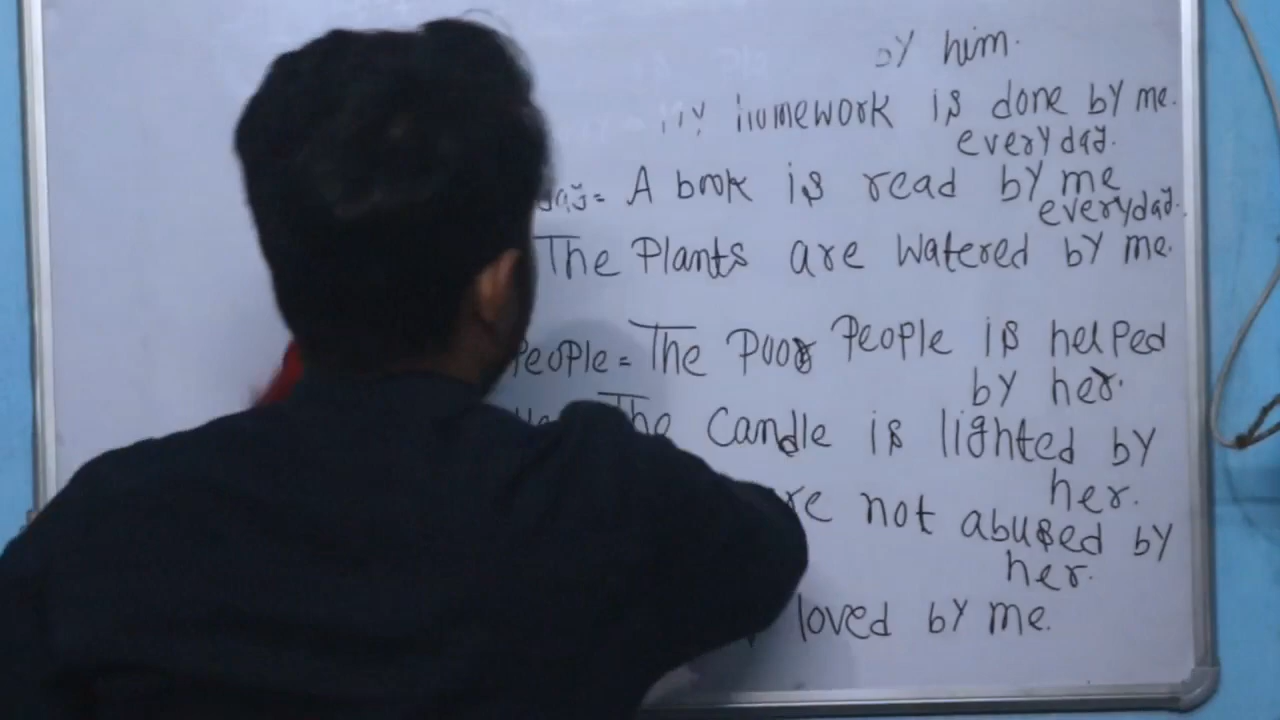 by him.
My homework is done by me.
everyday.
= A book is read by me
everyday.
The Plants are watered by me.
People = The Poor People is helped
by her.
The Candle is lighted by
her.
not abused by
her.
loved by me.